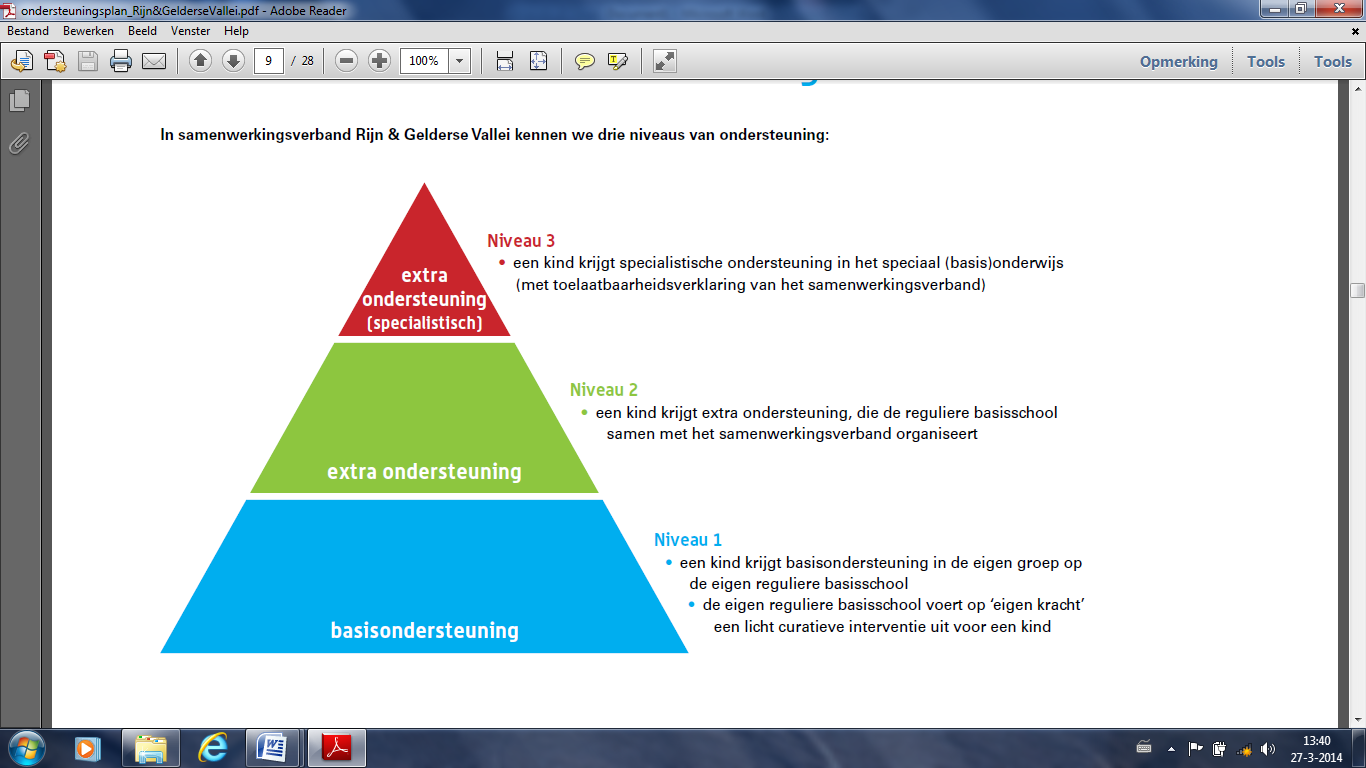 ondersteuningsplan_Rijn&GelderseVallei.pdf - Adobe Reader
Bestand Bewerken Beeld Venster Help
9 / 28 100% Opmerking Tools Tools
In samenwerkingsverband Rijn & Gelderse Vallei kennen we drie niveaus van ondersteuning:
extra
ondersteuning
(specialistisch)
Niveau 3
• een kind krijgt specialistische ondersteuning in het speciaal (basis)onderwijs
(met toelaatbaarheidsverklaring van het samenwerkingsverband)
extra ondersteuning
Niveau 2
• een kind krijgt extra ondersteuning, die de reguliere basisschool
samen met het samenwerkingsverband organiseert
basisondersteuning
Niveau 1
• een kind krijgt basisondersteuning in de eigen groep op
de eigen reguliere basisschool
• de eigen reguliere basisschool voert op ‘eigen kracht’
een licht curatieve interventie uit voor een kind
13:40
27-3-2014